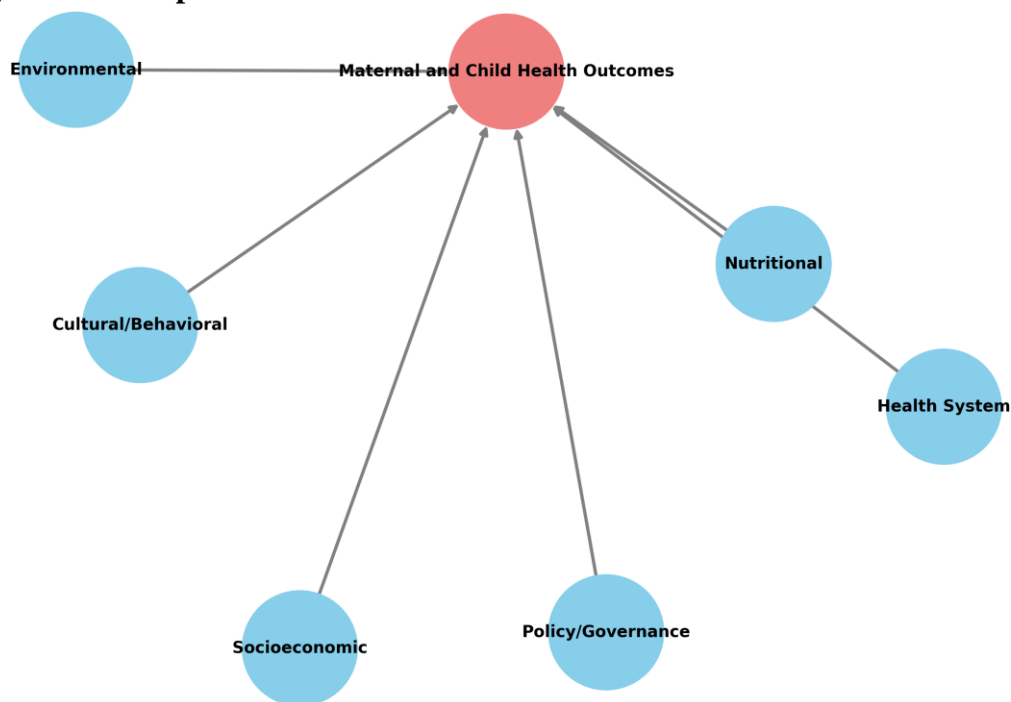 Environmental
Maternal and Child Health Outcomes
Nutritional
Cultural/Behavioral
Health System
Policy/Governance
Socioeconomic